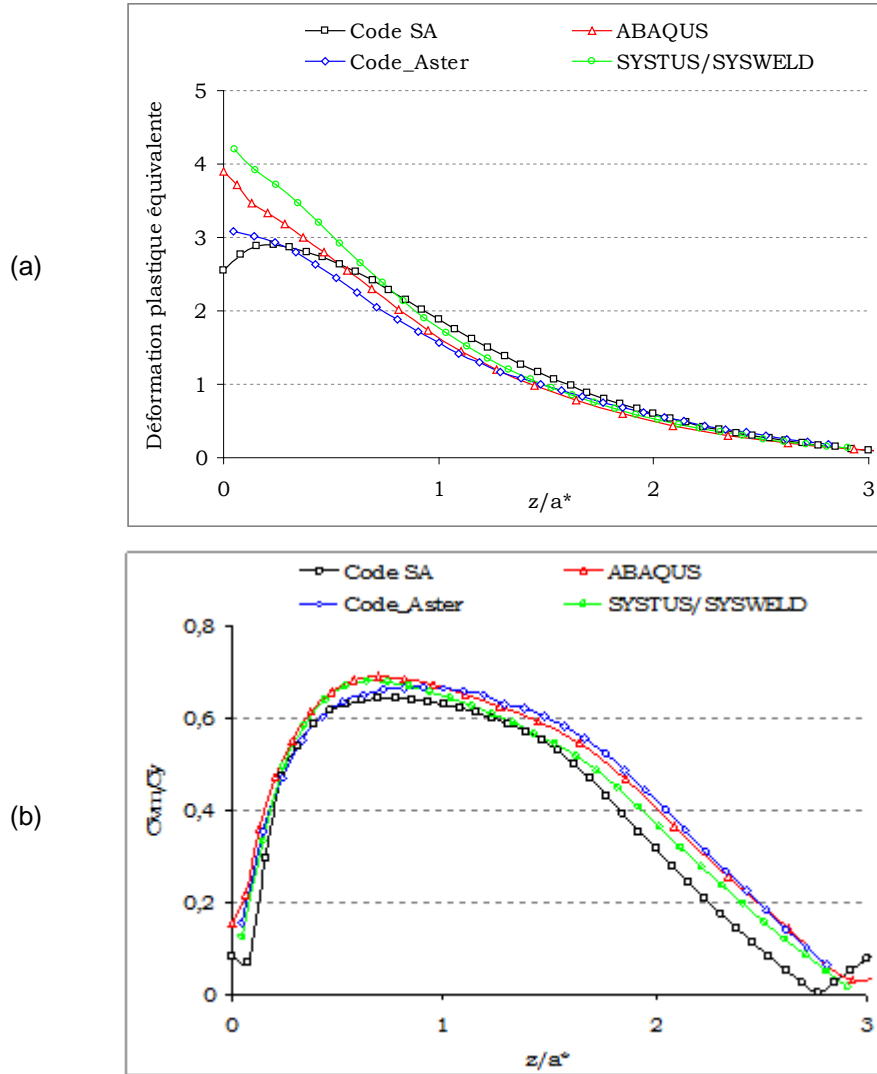 Code SA ABAQUS
Code_Aster SYSTUS/SYSWELD
5
4
3
2
1
0
Déformation plastique équivalente
0 1 2 3
z/a*
(a)
Code SA ABAQUS
Code_Aster SYSTUS/SYSWELD
0,8
0,6
0,4
0,2
0
σvm/σy
0 1 2 3
z/a*
(b)